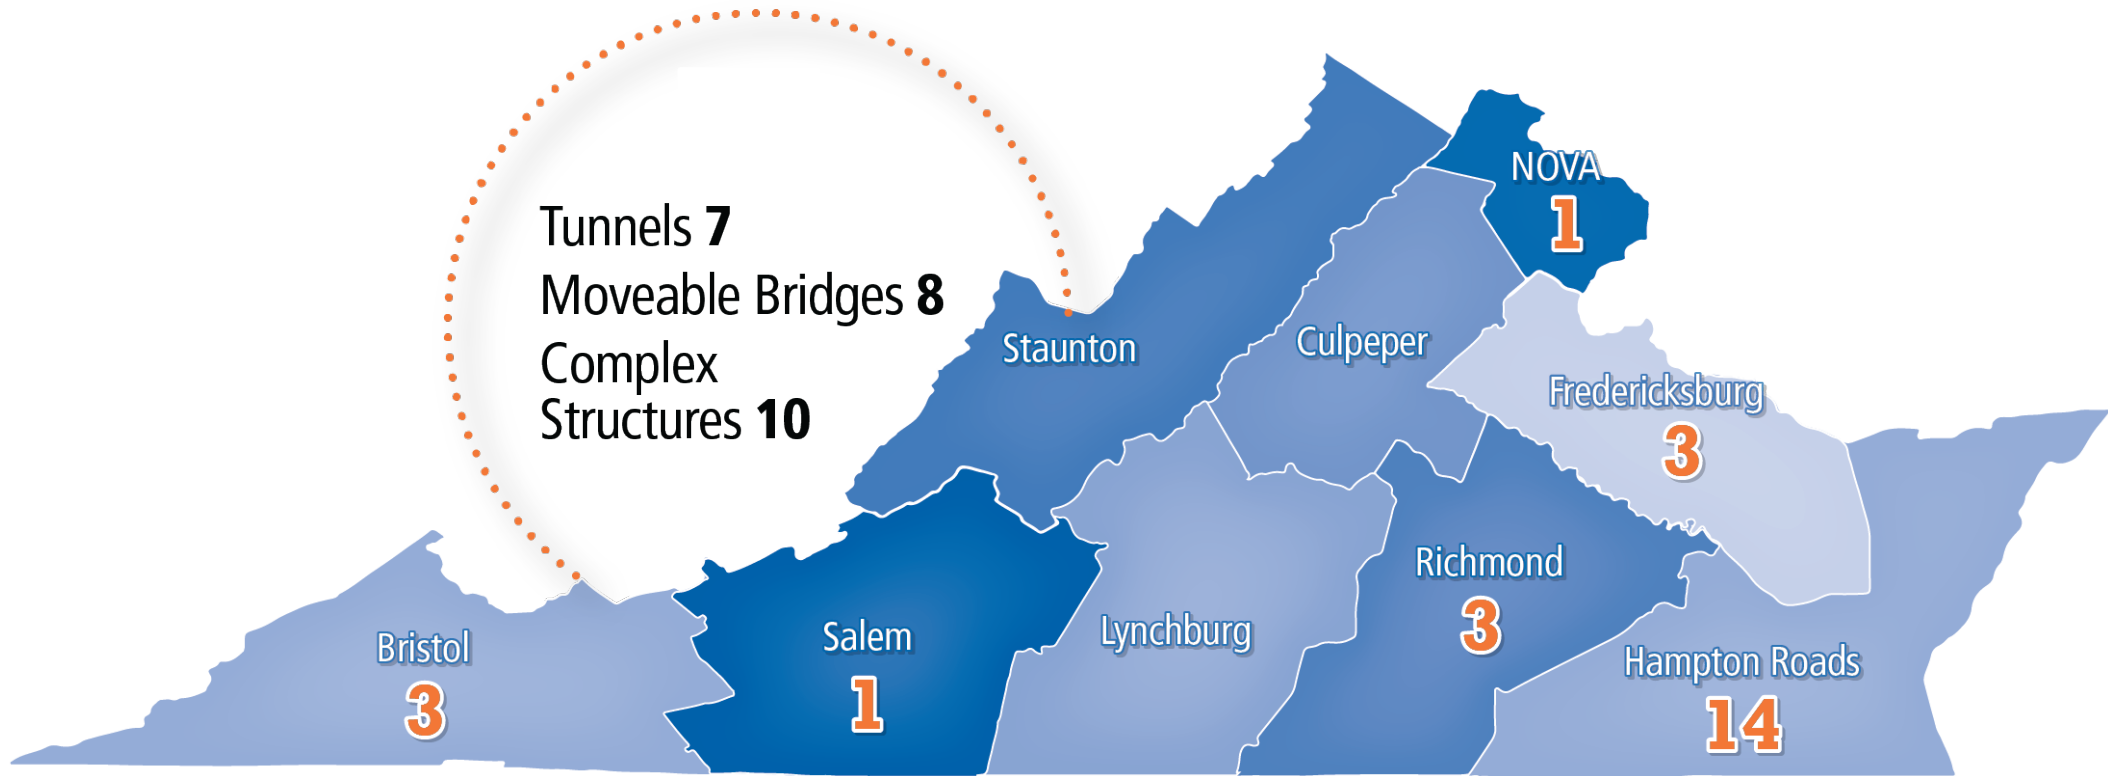 Tunnels 7
Moveable Bridges 8
Complex
Structures 10
NOVA
1
Staunton
Culpeper
Fredericksburg
3
Richmond
3
Bristol
3
Salem
1
Lynchburg
Hampton Roads
14